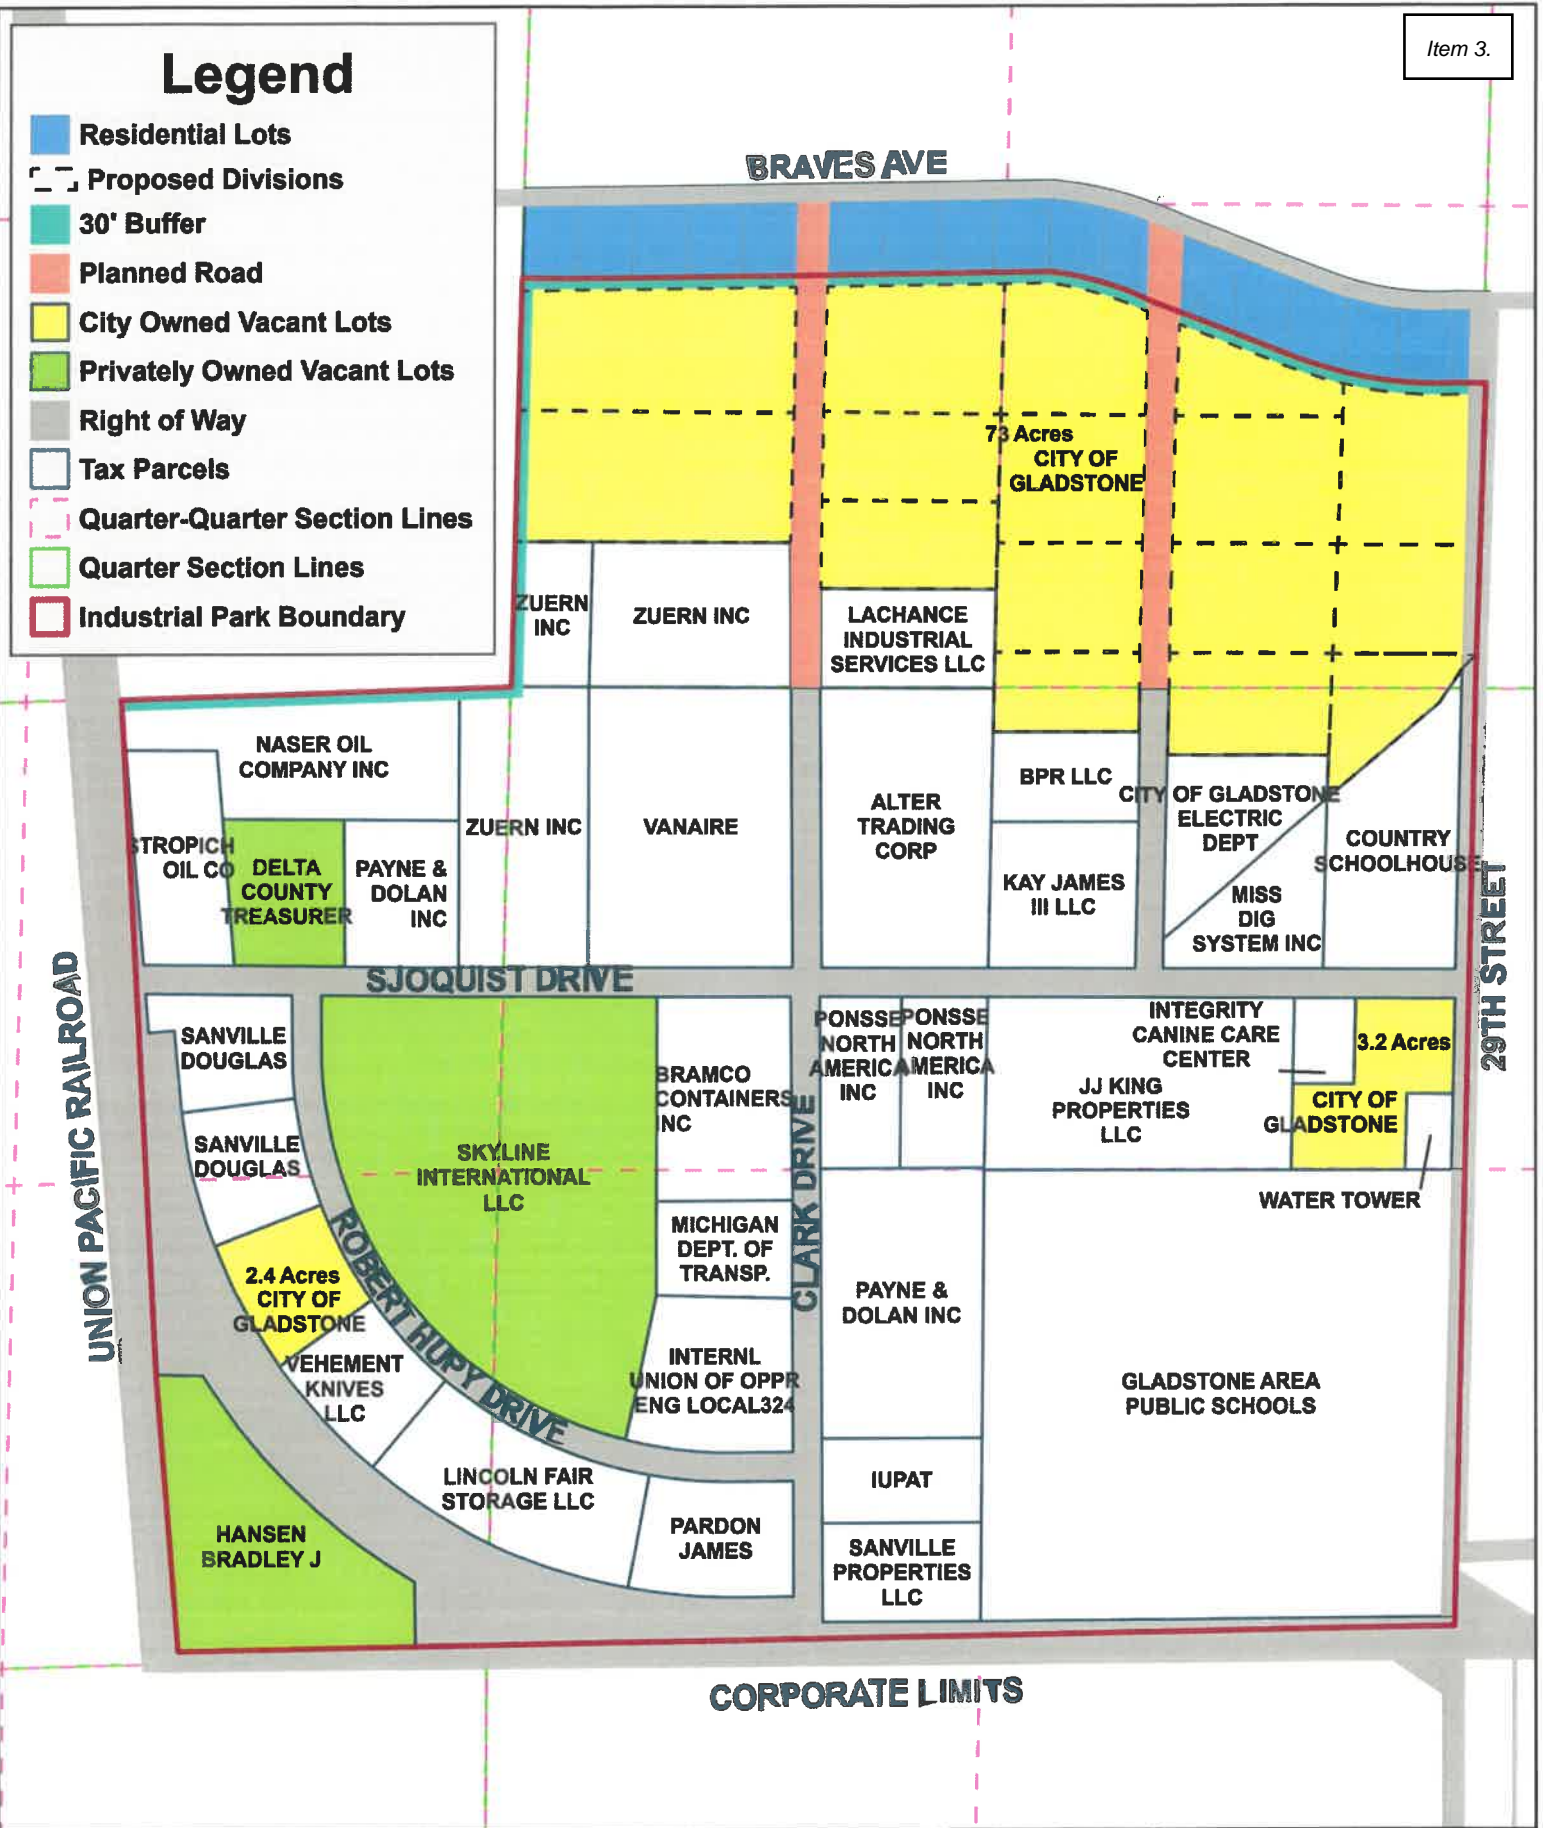 Item 3.
Legend
Residential Lots
Proposed Divisions
30' Buffer
Planned Road
City Owned Vacant Lots
Privately Owned Vacant Lots
Right of Way
Tax Parcels
Quarter-Quarter Section Lines
Quarter Section Lines
Industrial Park Boundary
BRAVES AVE
73 Acres
CITY OF
GLADSTONE
ZUERN
INC
ZUERN INC
LACHANCE
INDUSTRIAL
SERVICES LLC
NASER OIL
COMPANY INC
STROPICH
OIL CO
DELTA
COUNTY
TREASURER
PAYNE &
DOLAN
INC
ZUERN INC
VANAIRE
ALTER
TRADING
CORP
BPR LLC
KAY JAMES
III LLC
CITY OF GLADSTONE
ELECTRIC
DEPT
MISS
DIG
SYSTEM INC
COUNTRY
SCHOOLHOUSE
29TH STREET
UNION PACIFIC RAILROAD
SJOQUIST DRIVE
SANVILLE
DOUGLAS
SANVILLE
DOUGLAS
2.4 Acres
CITY OF
GLADSTONE
VEHEMENT
KNIVES
LLC
ROBERT HUPY DRIVE
SKYLINE
INTERNATIONAL
LLC
BRAMCO
CONTAINERS
INC
MICHIGAN
DEPT. OF
TRANSP.
INTERNL
UNION OF OPPR
ENG LOCAL324
CLARK DRIVE
PONSSE
NORTH
AMERICA
INC
PONSSE
NORTH
AMERICA
INC
INTEGRITY
CANINE CARE
CENTER
JJ KING
PROPERTIES
LLC
3.2 Acres
CITY OF
GLADSTONE
WATER TOWER
PAYNE &
DOLAN INC
GLADSTONE AREA
PUBLIC SCHOOLS
IUPAT
SANVILLE
PROPERTIES
LLC
LINCOLN FAIR
STORAGE LLC
PARDON
JAMES
HANSEN
BRADLEY J
CORPORATE LIMITS